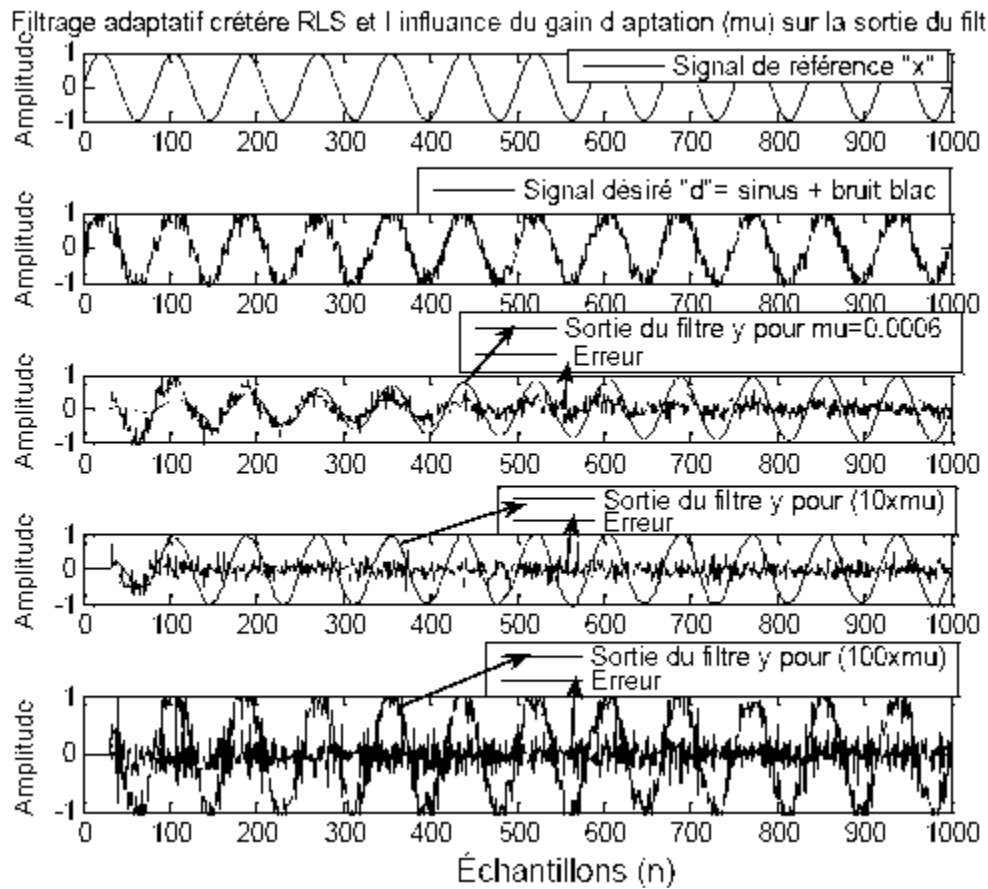 Filtrage adaptatif crétére RLS et l influence du gain d aptation (mu) sur la sortie du filt
Amplitude
1
0
-1
Signal de référence "x"
0 100 200 300 400 500 600 700 800 900 1000
Amplitude
1
0
-1
Signal désiré "d"= sinus + bruit blac
0 100 200 300 400 500 600 700 800 900 1000
Amplitude
1
0
-1
Sortie du filtre y pour mu=0.0006
Erreur
0 100 200 300 400 500 600 700 800 900 1000
Amplitude
1
0
-1
Sortie du filtre y pour (10xmu)
Erreur
0 100 200 300 400 500 600 700 800 900 1000
Amplitude
1
0
-1
Sortie du filtre y pour (100xmu)
Erreur
0 100 200 300 400 500 600 700 800 900 1000
Échantillons (n)